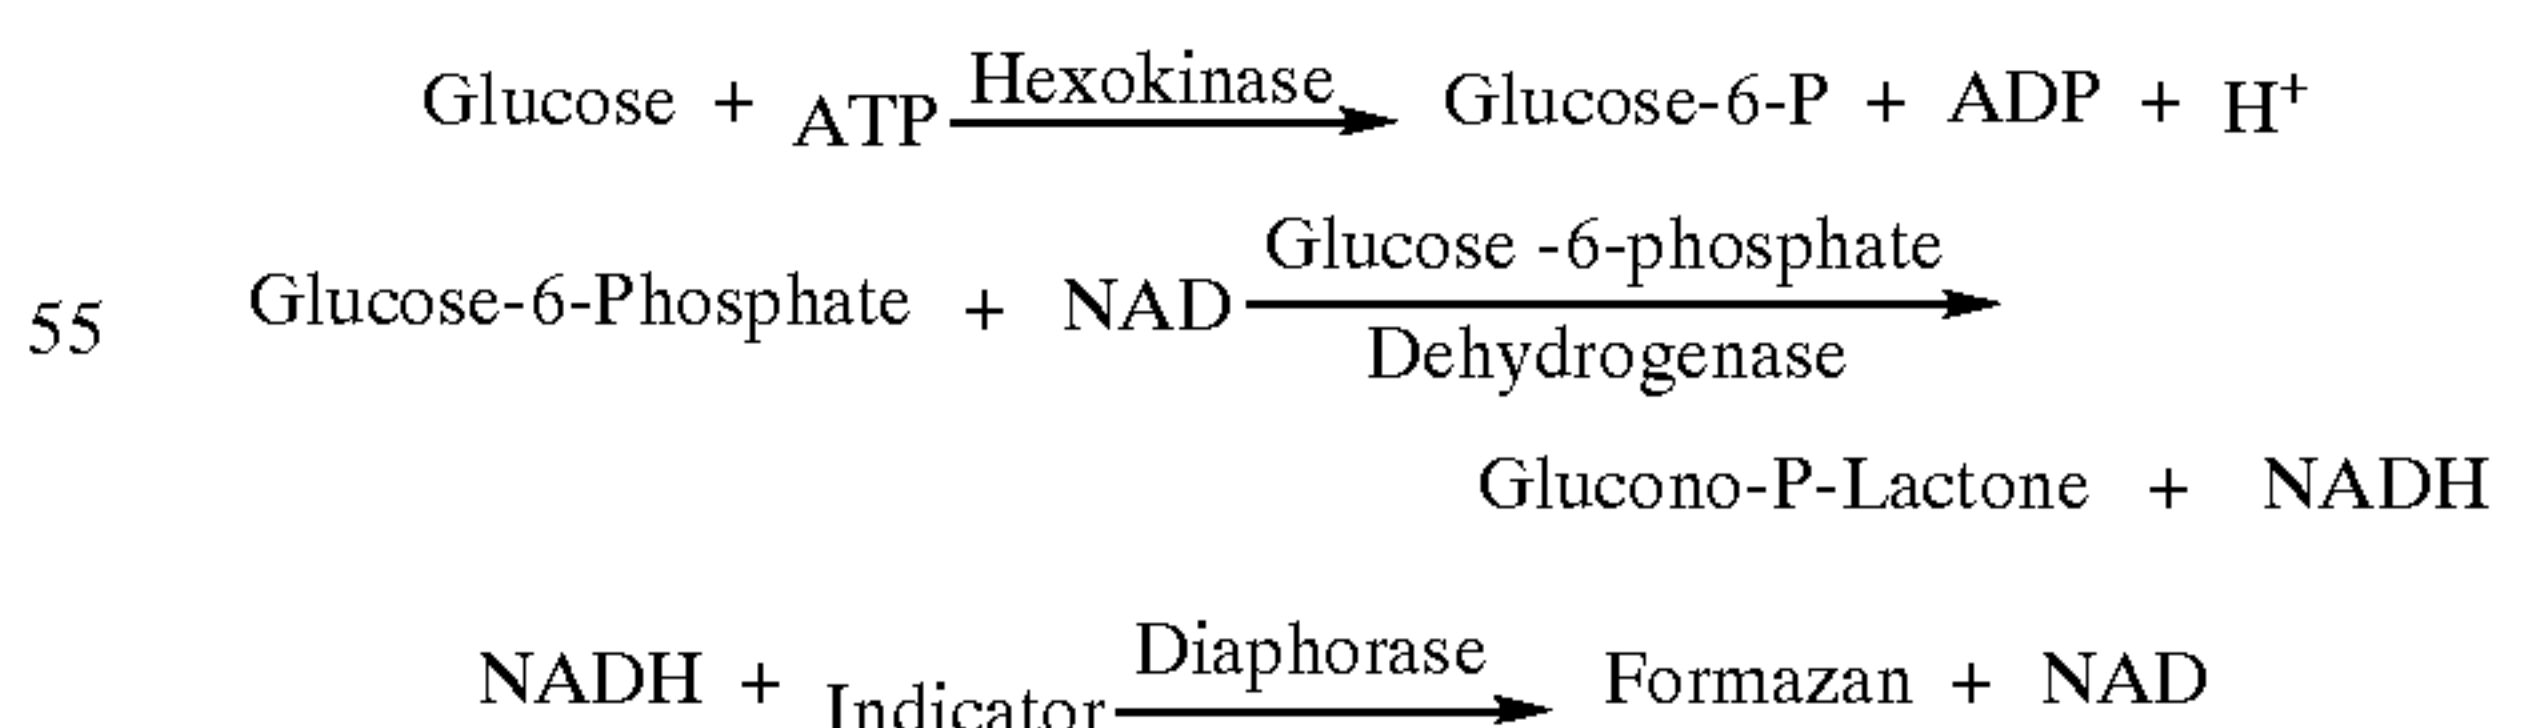 Glucose + ATP Hexokinase Glucose-6-P + ADP + H⁺
55 Glucose-6-Phosphate + NAD Glucose -6-phosphate
Dehydrogenase
Glucono-P-Lactone + NADH
NADH + Indicator Diaphorase Formazan + NAD